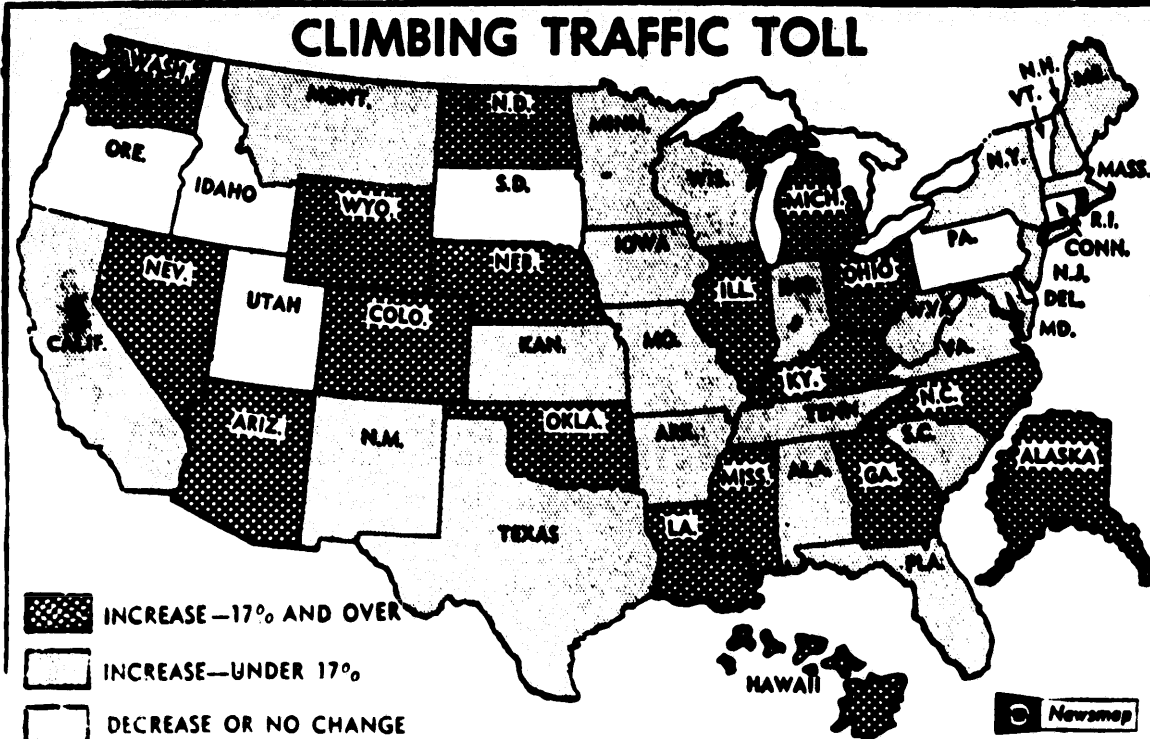 CLIMBING TRAFFIC TOLL
WASH.
MONT.
N.D.
MINN.
N.H.
VT.
ME.
ORE.
IDAHO
S.D.
WIS.
MICH.
N.Y.
MASS.
WYO.
R.I.
CONN.
PA.
IOWA
NEV.
NEB.
OHIO
N.J.
UTAH
ILL.
IND.
DEL.
COLO.
W.V.
MD.
CALIF.
KAN.
MO.
VA.
KY.
N.C.
ARIZ.
N.M.
OKLA.
ARK.
TENN.
S.C.
ALASKA
MISS.
ALA.
GA.
TEXAS
LA.
FLA.
INCREASE—17% AND OVER
INCREASE—UNDER 17%
DECREASE OR NO CHANGE
HAWAII
Newsmap